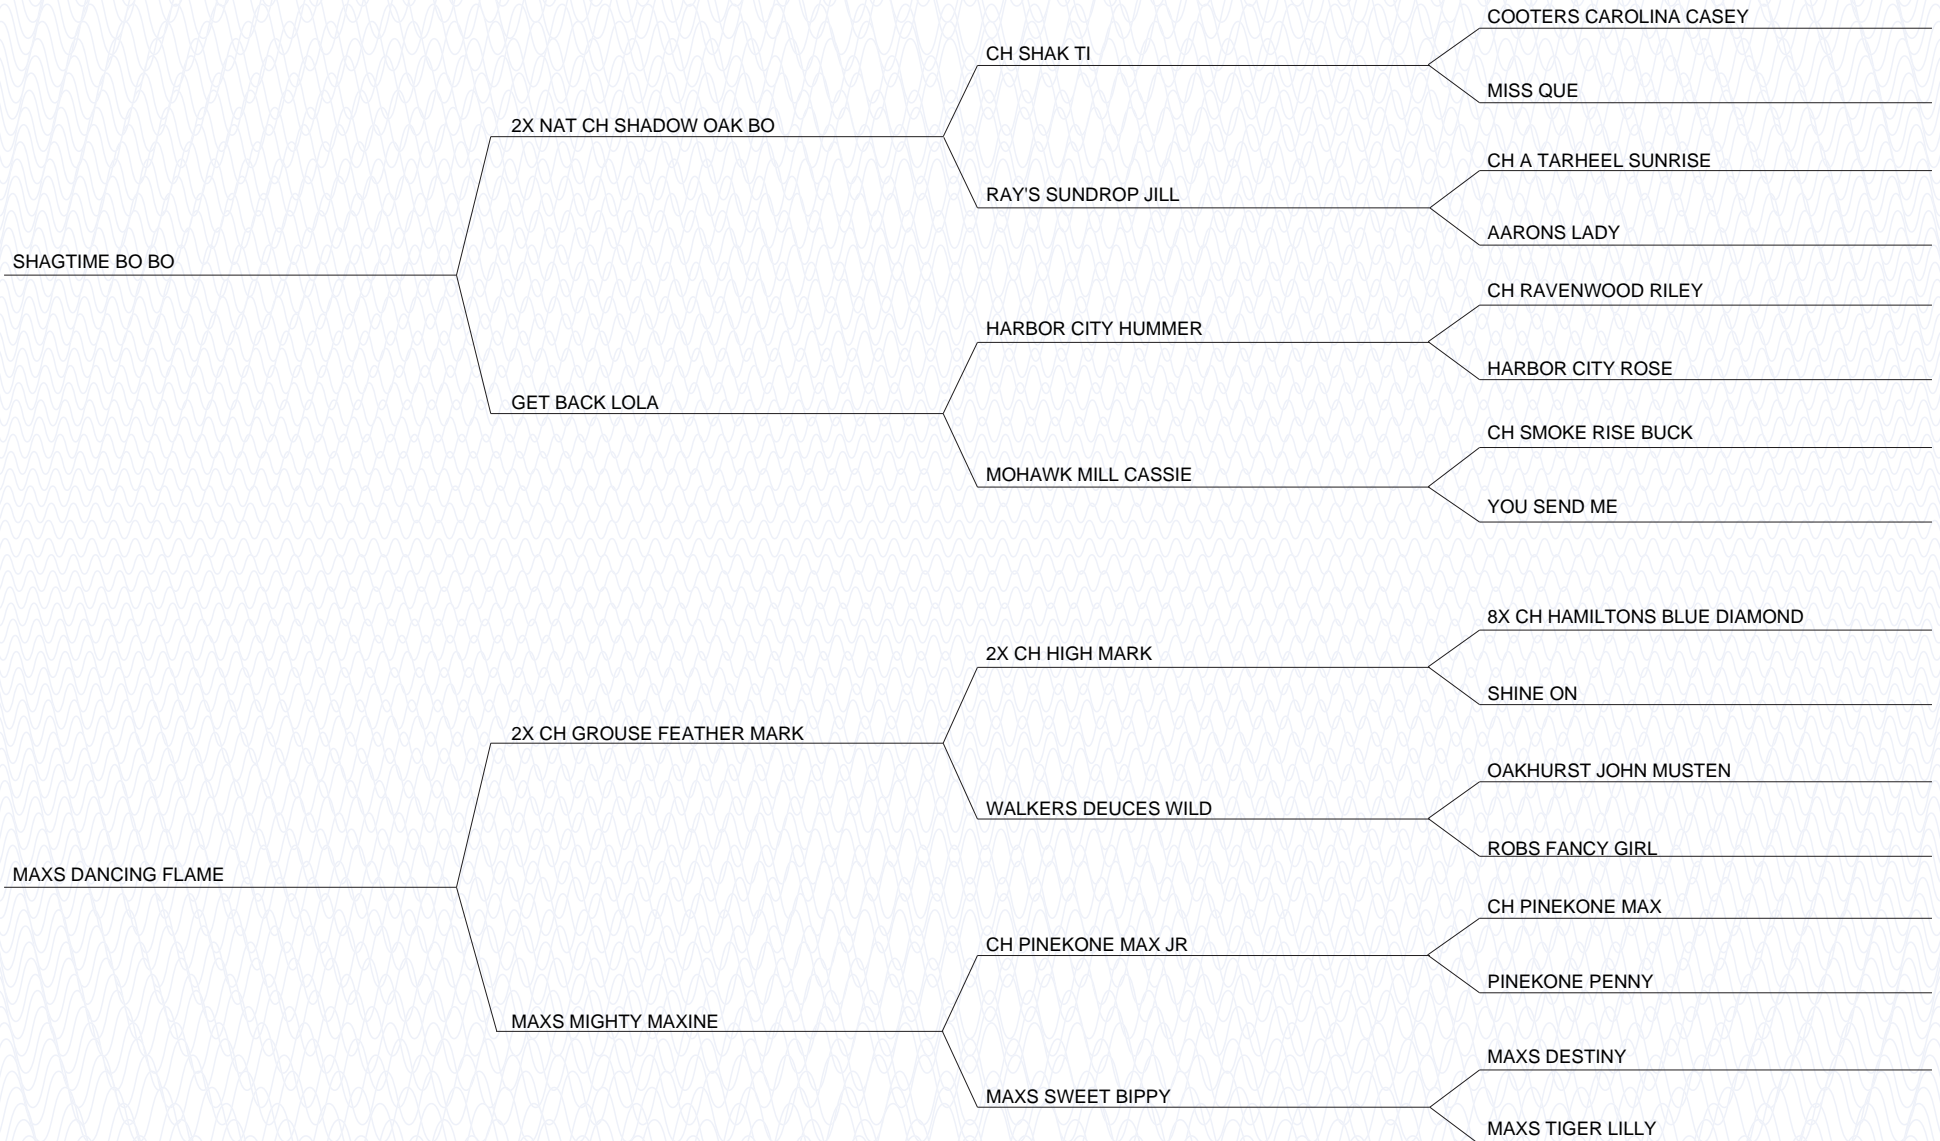 COOTERS CAROLINA CASEY
CH SHAK TI
MISS QUE
2X NAT CH SHADOW OAK BO
CH A TARHEEL SUNRISE
RAY'S SUNDROP JILL
AARONS LADY
SHAGTIME BO BO
CH RAVENWOOD RILEY
HARBOR CITY HUMMER
HARBOR CITY ROSE
GET BACK LOLA
CH SMOKE RISE BUCK
MOHAWK MILL CASSIE
YOU SEND ME
8X CH HAMILTONS BLUE DIAMOND
2X CH HIGH MARK
SHINE ON
2X CH GROUSE FEATHER MARK
OAKHURST JOHN MUSTEN
WALKERS DEUCES WILD
ROBS FANCY GIRL
MAXS DANCING FLAME
CH PINEKONE MAX
CH PINEKONE MAX JR
PINEKONE PENNY
MAXS MIGHTY MAXINE
MAXS DESTINY
MAXS SWEET BIPPY
MAXS TIGER LILLY